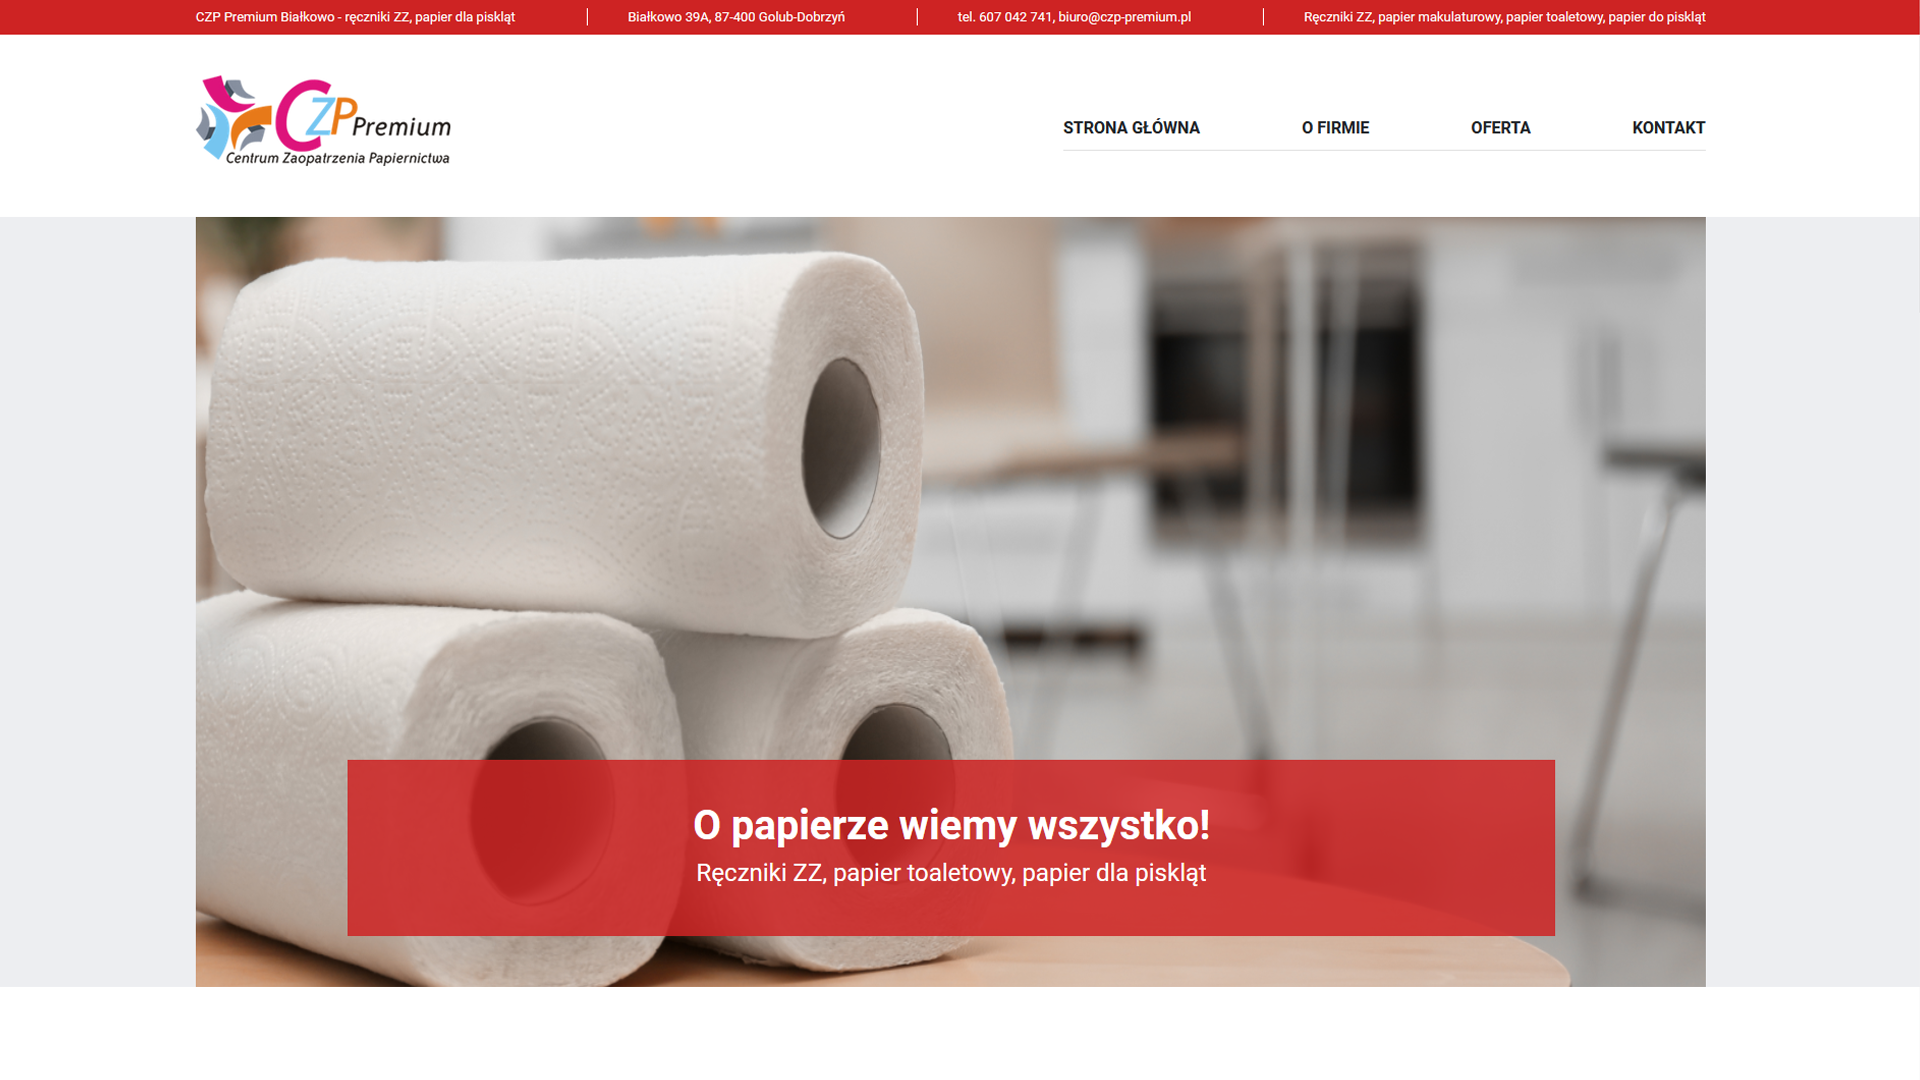 CZP Premium Białkowo - ręczniki ZZ, papier dla piskląt
Białkowo 39A, 87-400 Golub-Dobrzyń
tel. 607 042 741, biuro@czp-premium.pl
Ręczniki ZZ, papier makulaturowy, papier toaletowy, papier do piskląt
CZP Premium
Centrum Zaopatrzenia Papiernictwa
STRONA GŁÓWNA
O FIRMIE
OFERTA
KONTAKT
O papierze wiemy wszystko!
Ręczniki ZZ, papier toaletowy, papier dla piskląt